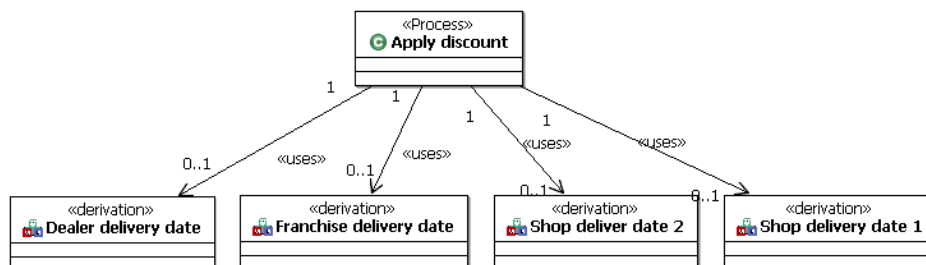 «Process»
Apply discount
1
1
1
1
0..1
«uses»
0..1
«uses»
0..1
«uses»
0..1
«uses»
«derivation»
Dealer delivery date
«derivation»
Franchise delivery date
«derivation»
Shop deliver date 2
«derivation»
Shop delivery date 1